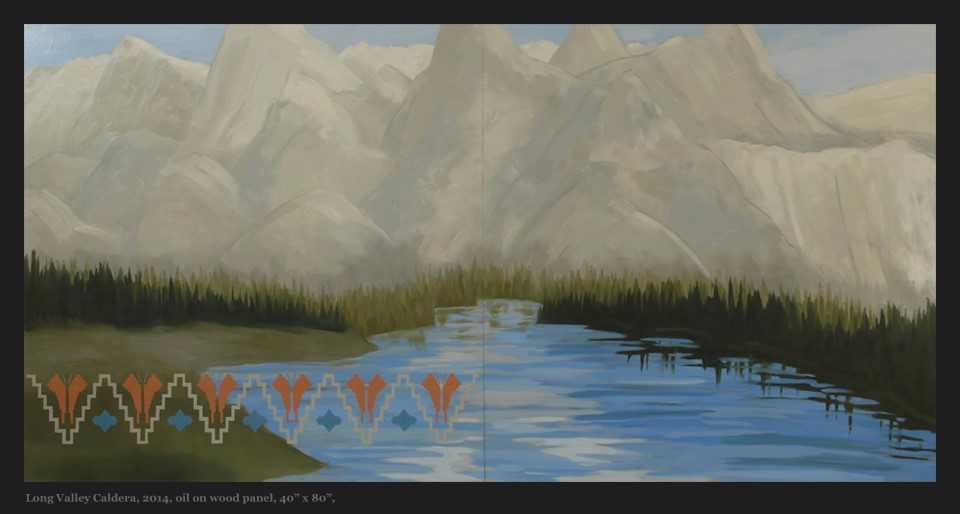 Long Valley Caldera, 2014, oil on wood panel, 40” x 80”,